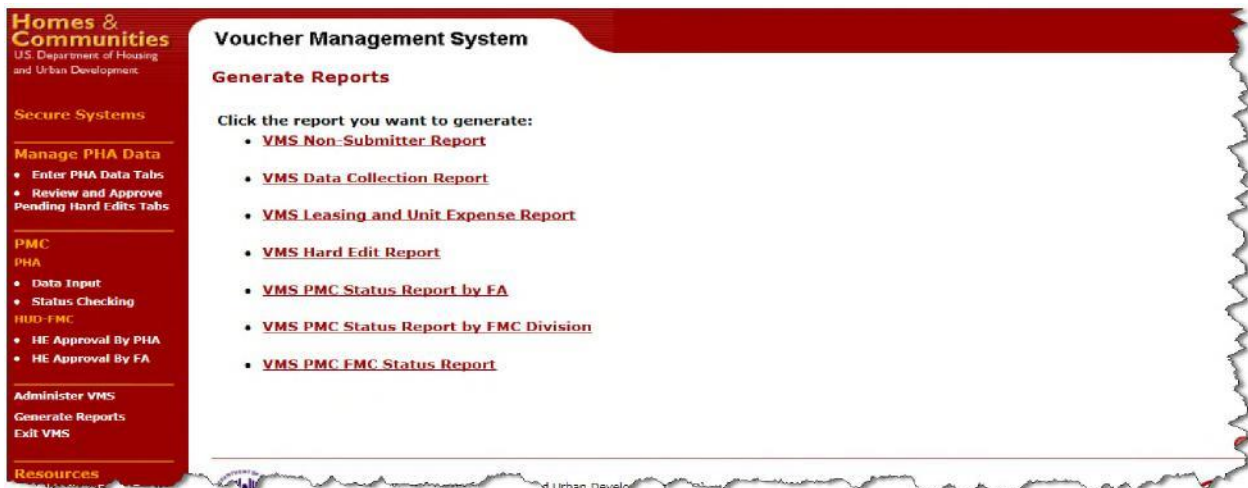 Homes &
Communities
U.S. Department of Housing
and Urban Development
Secure Systems
Manage PHA Data
• Enter PHA Data Tabs
• Review and Approve
Pending Hard Edits Tabs
PMC
PHA
• Data Input
• Status Checking
HUD-FMC
• HE Approval By PHA
• HE Approval By FA
Administer VMS
Generate Reports
Exit VMS
Resources
Voucher Management System
Generate Reports
Click the report you want to generate:
• VMS Non-Submitter Report
• VMS Data Collection Report
• VMS Leasing and Unit Expense Report
• VMS Hard Edit Report
• VMS PMC Status Report by FA
• VMS PMC Status Report by FMC Division
• VMS PMC FMC Status Report
d Urban Develo